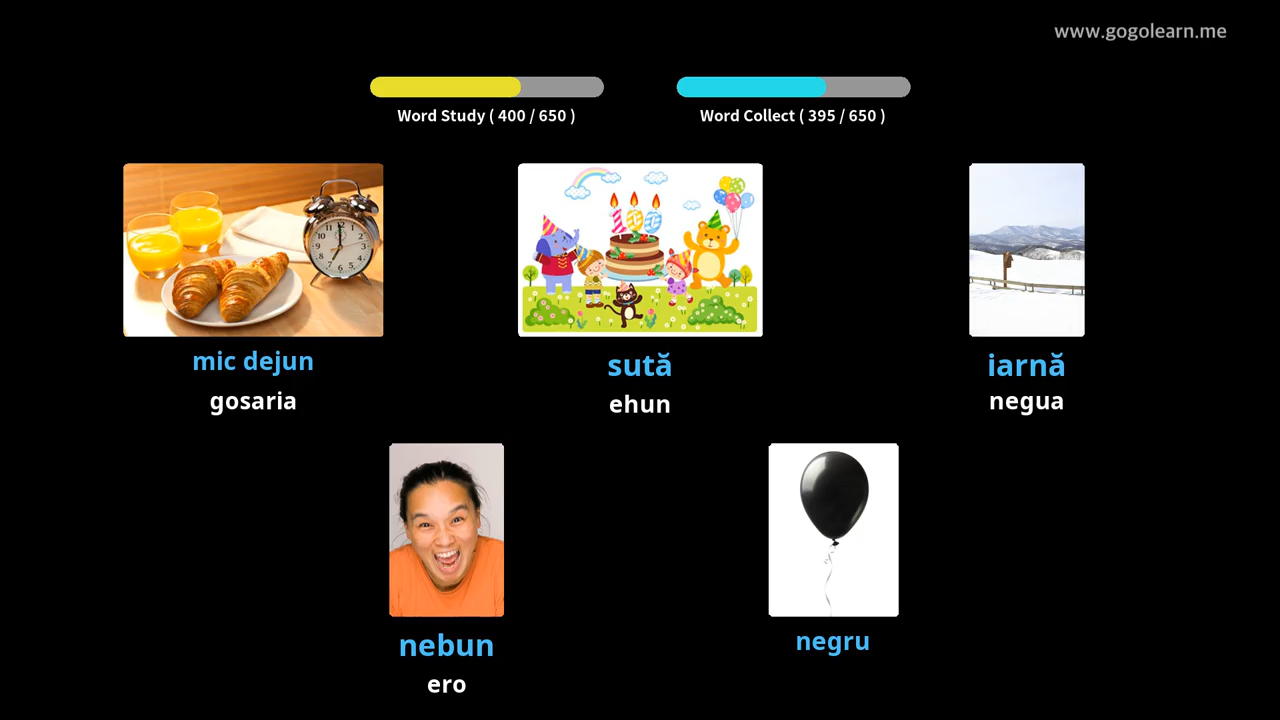 www.gogolearn.me
Word Study ( 400 / 650 )
Word Collect ( 395 / 650 )
mic dejun
gosaria
sută
ehun
iarnă
negua
nebun
ero
negru